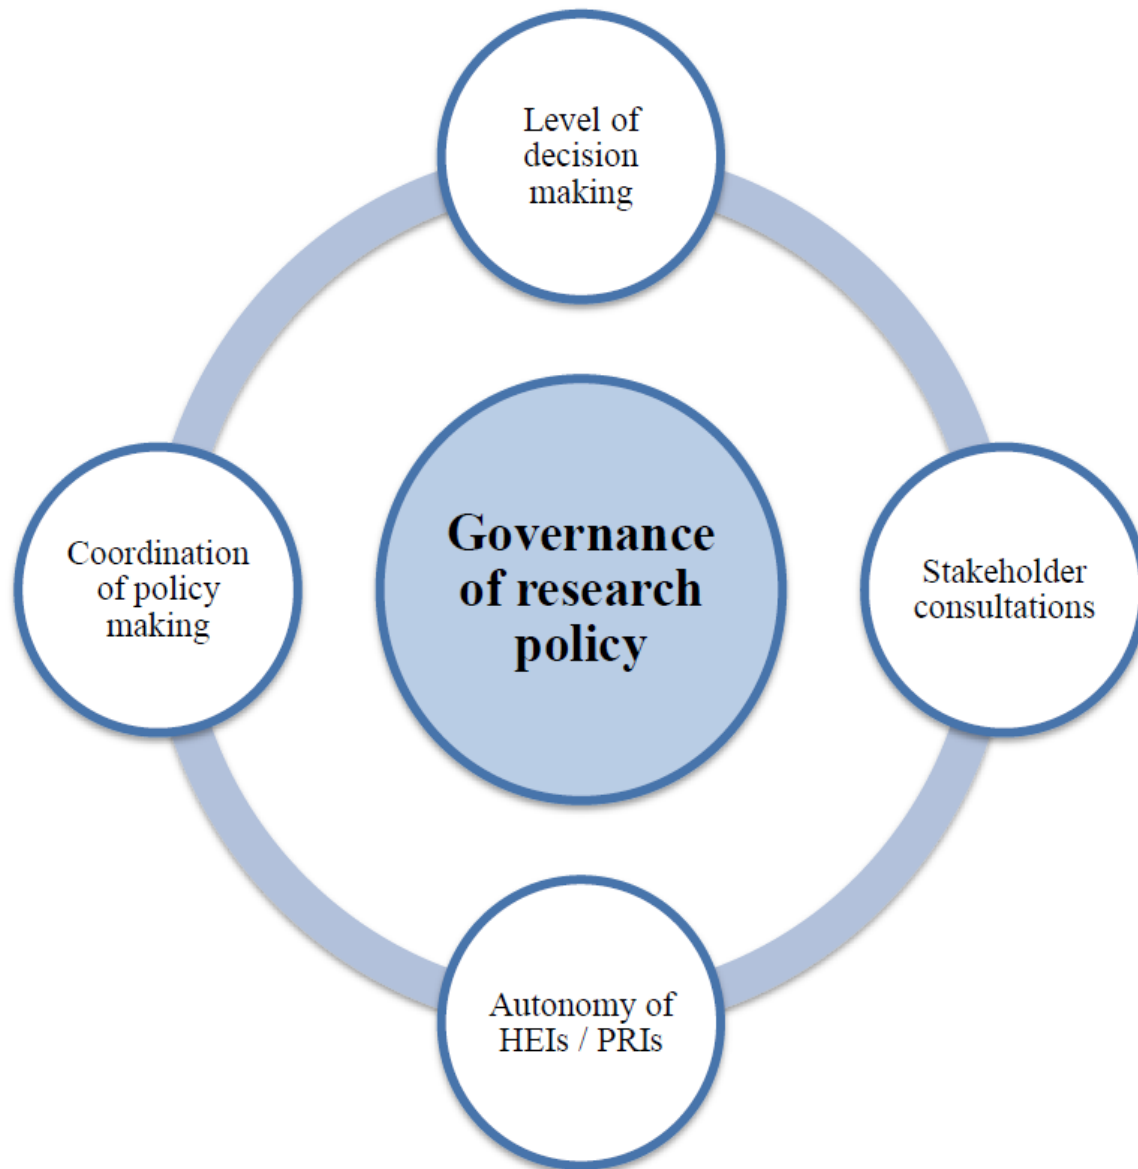 Level of
decision
making
Coordination
of policy
making
Governance
of research
policy
Stakeholder
consultations
Autonomy of
HEIs / PRIs